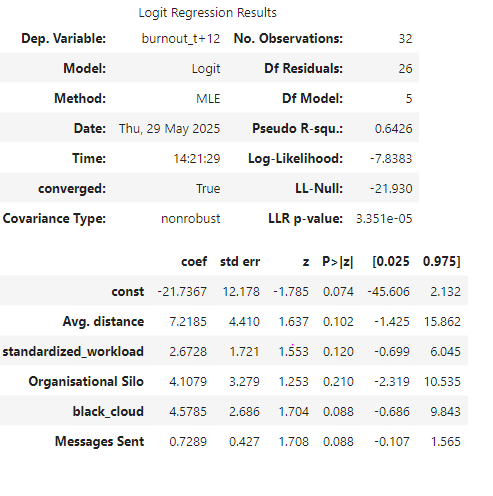 Logit Regression Results
Dep. Variable: burnout_t+12 No. Observations: 32
Model: Logit Df Residuals: 26
Method: MLE Df Model: 5
Date: Thu, 29 May 2025 Pseudo R-squ.: 0.6426
Time: 14:21:29 Log-Likelihood: -7.8383
converged: True LL-Null: -21.930
Covariance Type: nonrobust LLR p-value: 3.351e-05
coef std err z P>|z| [0.025 0.975]
const -21.7367 12.178 -1.785 0.074 -45.606 2.132
Avg. distance 7.2185 4.410 1.637 0.102 -1.425 15.862
standardized_workload 2.6728 1.721 1.553 0.120 -0.699 6.045
Organisational Silo 4.1079 3.279 1.253 0.210 -2.319 10.535
black_cloud 4.5785 2.686 1.704 0.088 -0.686 9.843
Messages Sent 0.7289 0.427 1.708 0.088 -0.107 1.565